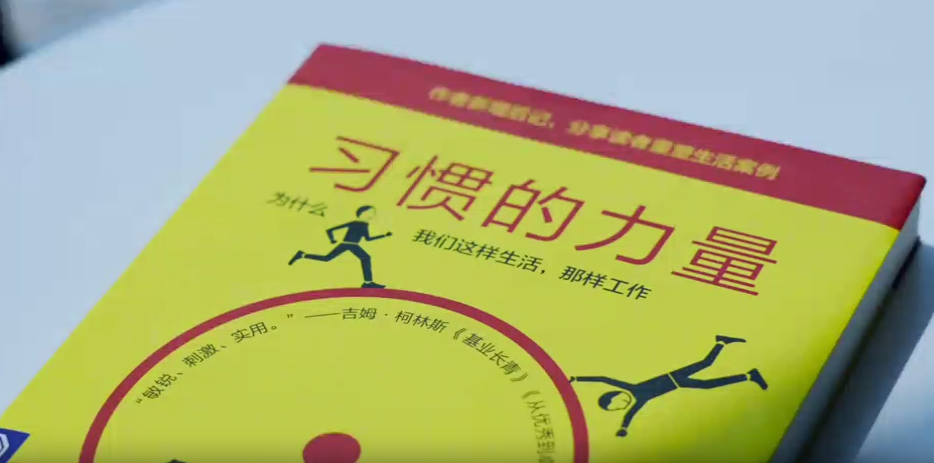 作者新增后记，分享读者重塑生活案例
习惯的力量
为什么
我们这样生活，那样工作
“敏锐、刺激、实用。”——吉姆·柯林斯《基业长青》《从优秀到